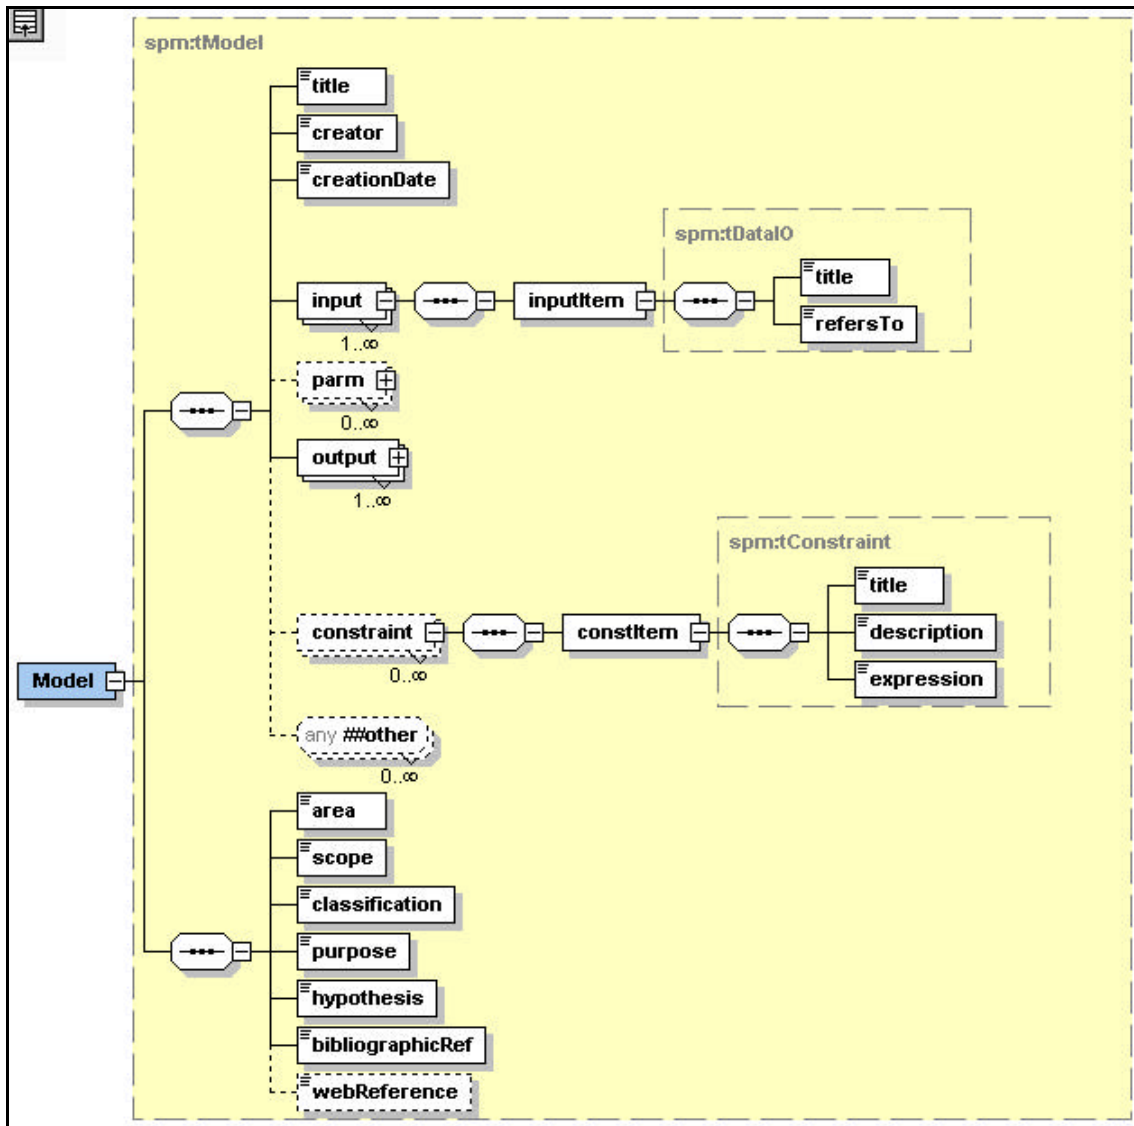 spm:tModel
title
creator
creationDate
spm:tDataIO
input
inputItem
title
refersTo
1..∞
parm
0..∞
output
1..∞
spm:tConstraint
title
constraint
constItem
description
0..∞
expression
Model
any ##other
0..∞
area
scope
classification
purpose
hypothesis
bibliographicRef
webReference